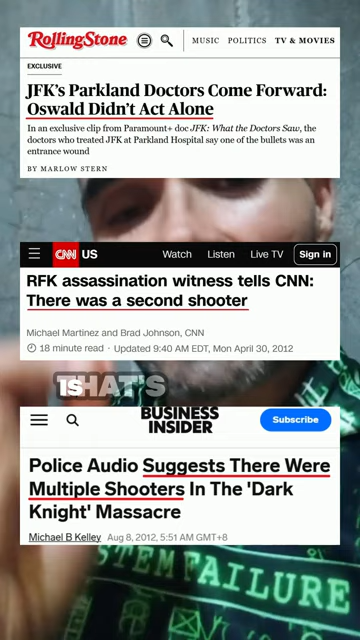 RollingStone
MUSIC POLITICS TV & MOVIES
EXCLUSIVE
JFK's Parkland Doctors Come Forward:
Oswald Didn't Act Alone
In an exclusive clip from Paramount+ doc JFK: What the Doctors Saw, the
doctors who treated JFK at Parkland Hospital say one of the bullets was an
entrance wound
BY MARLOW STERN
CNN US Watch Listen Live TV Sign in
RFK assassination witness tells CNN:
There was a second shooter
Michael Martinez and Brad Johnson, CNN
18 minute read · Updated 9:40 AM EDT, Mon April 30, 2012
THAT'S
IS
BUSINESS
INSIDER
Subscribe
Police Audio Suggests There Were
Multiple Shooters In The 'Dark
Knight' Massacre
Michael B Kelley Aug 8, 2012, 5:51 AM GMT+8
STEMFAILURE